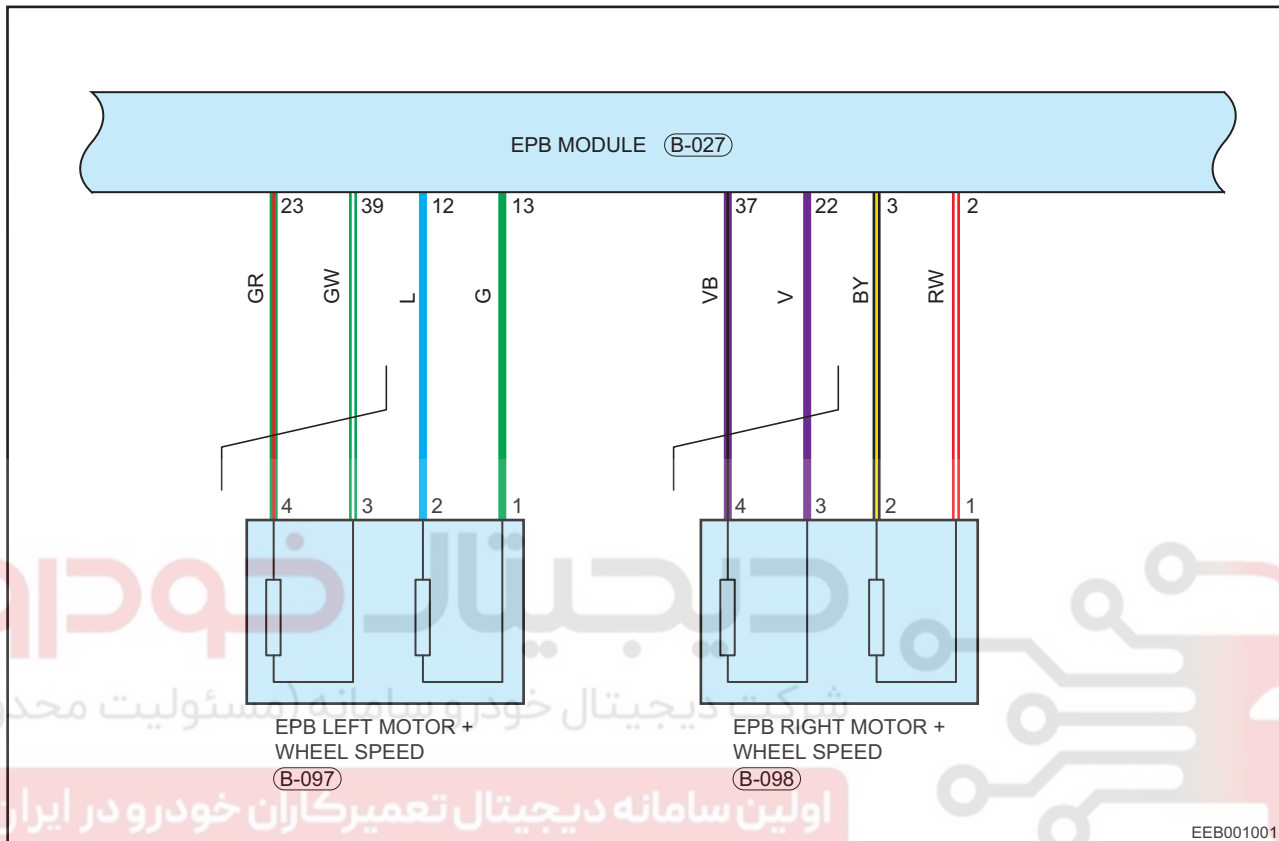 EPB MODULE B-027
23 39 12 13 37 22 3 2
GR GW L G VB V BY RW
4 3 2 1 4 3 2 1
دیجیتال خودرو
شرکت دیجیتال خودرو سامانه (مسئولیت
EPB LEFT MOTOR +
WHEEL SPEED
B-097
EPB RIGHT MOTOR +
WHEEL SPEED
B-098
اولین سامانه دیجیتال تعمیرکاران خودرو در ایران
EEB001001